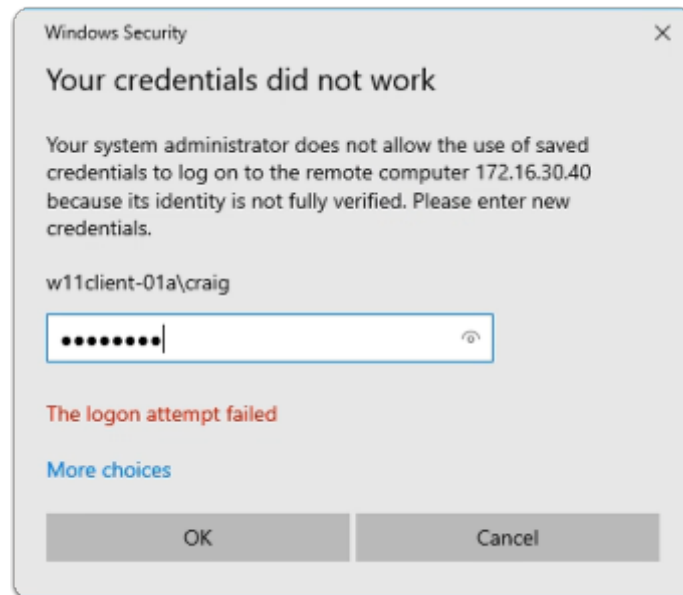 Windows Security
Your credentials did not work
Your system administrator does not allow the use of saved
credentials to log on to the remote computer 172.16.30.40
because its identity is not fully verified. Please enter new
credentials.
w11client-01a\craig
●●●●●●●●
The logon attempt failed
More choices
OK Cancel